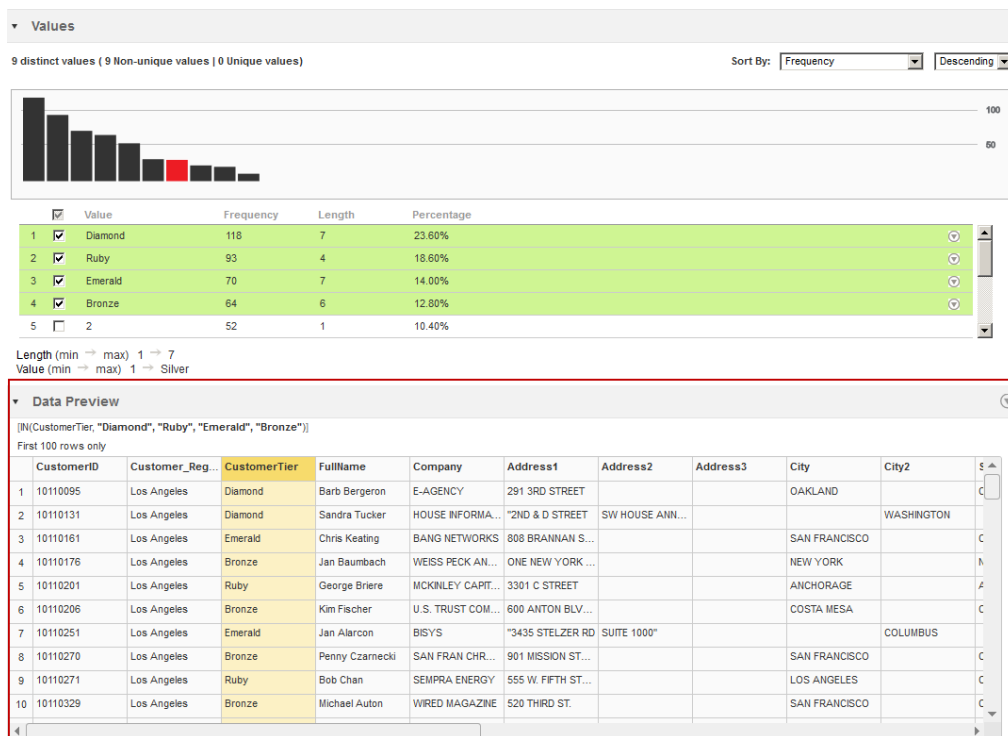 Values
9 distinct values ( 9 Non-unique values | 0 Unique values)
Sort By: Frequency Descending
100
50
Value Frequency Length Percentage
1 Diamond 118 7 23.60%
2 Ruby 93 4 18.60%
3 Emerald 70 7 14.00%
4 Bronze 64 6 12.80%
5 2 52 1 10.40%
Length (min → max) 1 → 7
Value (min → max) 1 → Silver
Data Preview
[IN(CustomerTier, "Diamond", "Ruby", "Emerald", "Bronze")]
First 100 rows only
CustomerID Customer_Reg... CustomerTier FullName Company Address1 Address2 Address3 City City2
1 10110095 Los Angeles Diamond Barb Bergeron E-AGENCY 291 3RD STREET OAKLAND
2 10110131 Los Angeles Diamond Sandra Tucker HOUSE INFORMA... "2ND & D STREET SW HOUSE ANN... WASHINGTON
3 10110161 Los Angeles Emerald Chris Keating BANG NETWORKS 808 BRANNAN S... SAN FRANCISCO
4 10110176 Los Angeles Bronze Jan Baumbach WEISS PECK AN... ONE NEW YORK ... NEW YORK
5 10110201 Los Angeles Ruby George Briere MCKINLEY CAPIT... 3301 C STREET ANCHORAGE
6 10110206 Los Angeles Bronze Kim Fischer U.S. TRUST COM... 600 ANTON BLV... COSTA MESA
7 10110251 Los Angeles Emerald Jan Alarcon BISYS "3435 STELZER RD SUITE 1000" COLUMBUS
8 10110270 Los Angeles Bronze Penny Czarnecki SAN FRAN CHR... 901 MISSION ST... SAN FRANCISCO
9 10110271 Los Angeles Ruby Bob Chan SEMPRA ENERGY 555 W. FIFTH ST... LOS ANGELES
10 10110329 Los Angeles Bronze Michael Auton WIRED MAGAZINE 520 THIRD ST. SAN FRANCISCO